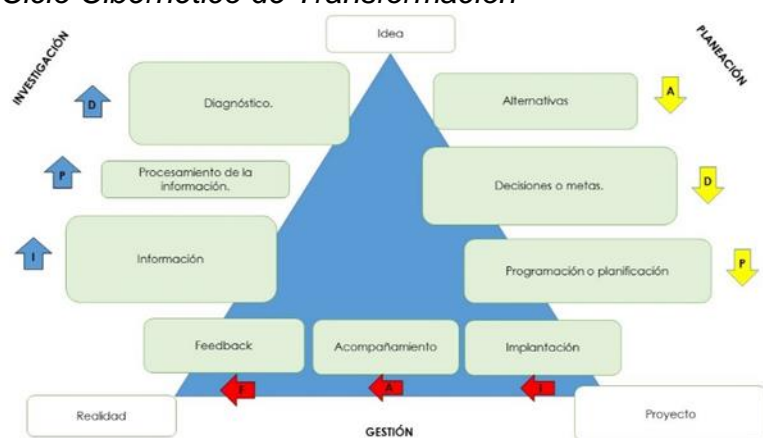 Ciclo Cibernético de Transformación
Idea
INVESTIGACIÓN
PLANEACIÓN
D
Diagnóstico.
Alternativas
A
P
Procesamiento de la
información.
Decisiones o metas.
D
I
Información
Programación o planificación
P
Feedback
Acompañamiento
Implantación
F
A
I
Realidad
GESTIÓN
Proyecto